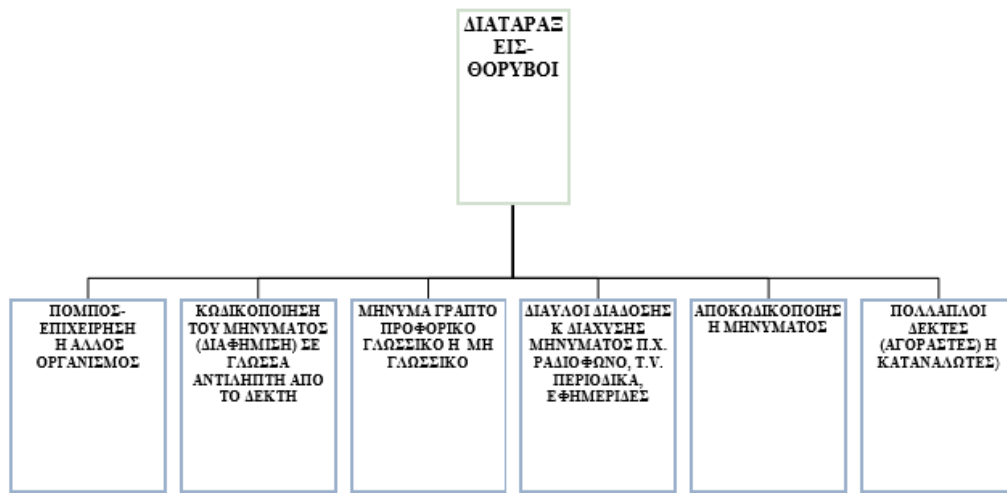 ΔΙΑΤΑΡΑΞ
ΕΙΣ-
ΘΟΡΥΒΟΙ
ΠΟΜΠΟΣ-
ΕΠΙΧΕΙΡΗΣΗ
Η ΑΛΛΟΣ
ΟΡΓΑΝΙΣΜΟΣ
ΚΩΔΙΚΟΠΟΙΗΣΗ
ΤΟΥ ΜΗΝΥΜΑΤΟΣ
(ΔΙΑΦΗΜΙΣΗ) ΣΕ
ΓΛΩΣΣΑ
ΑΝΤΙΛΗΠΤΗ ΑΠΟ
ΤΟ ΔΕΚΤΗ
ΜΗΝΥΜΑ ΓΡΑΠΤΟ
ΠΡΟΦΟΡΙΚΟ
ΓΛΩΣΣΙΚΟ Η ΜΗ
ΓΛΩΣΣΙΚΟ
ΔΙΑΥΛΟΙ ΔΙΑΔΟΣΗΣ
Κ ΔΙΑΧΥΣΗΣ
ΜΗΝΥΜΑΤΟΣ Π.Χ.
ΡΑΔΙΟΦΩΝΟ, T.V.
ΠΕΡΙΟΔΙΚΑ,
ΕΦΗΜΕΡΙΔΕΣ
ΑΠΟΚΩΔΙΚΟΠΟΙΗΣ
Η ΜΗΝΥΜΑΤΟΣ
ΠΟΛΛΑΠΛΟΙ
ΔΕΚΤΕΣ
(ΑΓΟΡΑΣΤΕΣ) Η
ΚΑΤΑΝΑΛΩΤΕΣ)